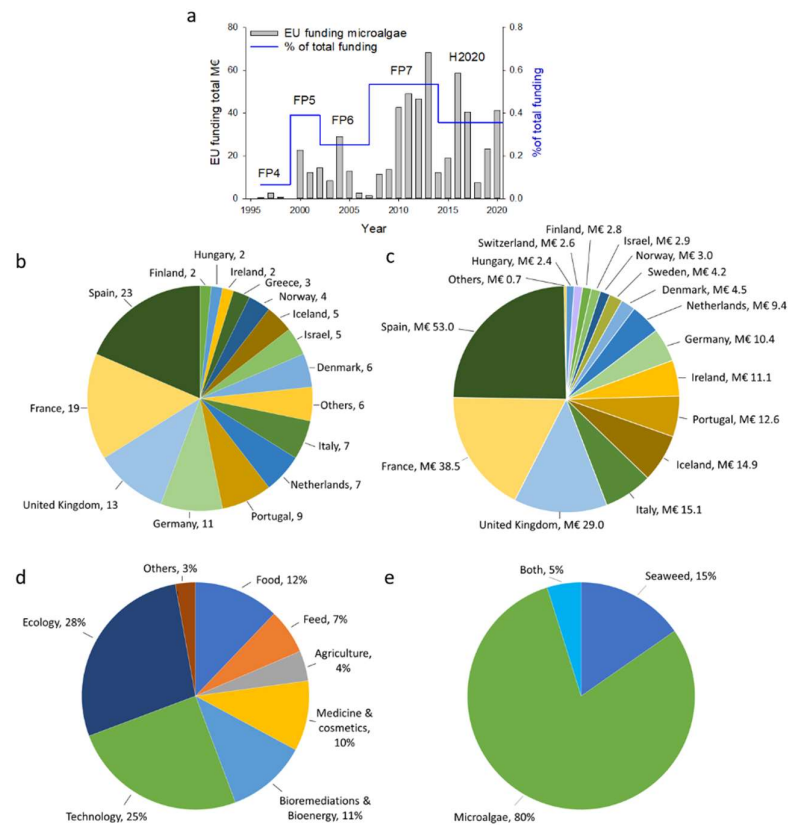 a
EU funding microalgae
% of total funding
80
60
40
20
0
EU funding total M€
0.8
0.6
0.4
0.2
0.0
%of total funding
FP4
FP5
FP6
FP7
H2020
1995
2000
2005
2010
2015
2020
Year
b
Hungary, 2
Finland, 2
Ireland, 2
Greece, 3
Norway, 4
Iceland, 5
Israel, 5
Denmark, 6
Others, 6
Italy, 7
Netherlands, 7
Portugal, 9
Germany, 11
United Kingdom, 13
France, 19
Spain, 23
c
Finland, M€ 2.8
Switzerland, M€ 2.6
Israel, M€ 2.9
Hungary, M€ 2.4
Norway, M€ 3.0
Others, M€ 0.7
Sweden, M€ 4.2
Denmark, M€ 4.5
Netherlands, M€ 9.4
Germany, M€ 10.4
Ireland, M€ 11.1
Portugal, M€ 12.6
Iceland, M€ 14.9
Italy, M€ 15.1
United Kingdom, M€ 29.0
France, M€ 38.5
Spain, M€ 53.0
d
Others, 3%
Food, 12%
Feed, 7%
Agriculture,
4%
Medicine &
cosmetics,
10%
Bioremediations &
Bioenergy, 11%
Technology, 25%
Ecology, 28%
e
Both, 5%
Seaweed, 15%
Microalgae, 80%